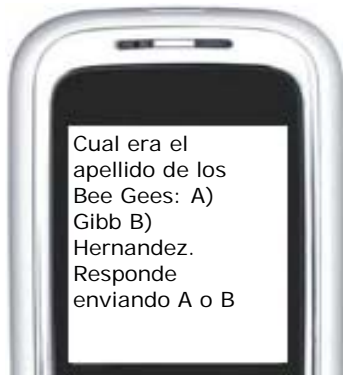 Cual era el
apellido de los
Bee Gees: A)
Gibb B)
Hernandez.
Responde
enviando A o B